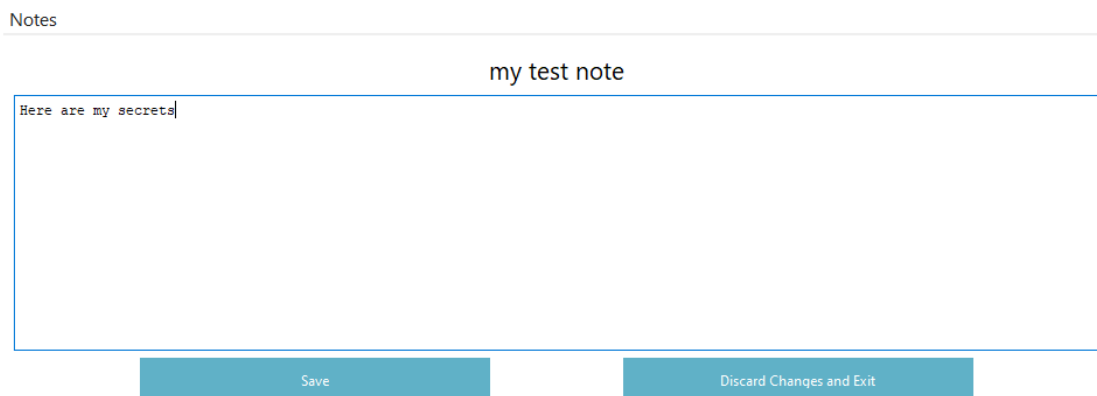 Notes
my test note
Here are my secrets
Save
Discard Changes and Exit